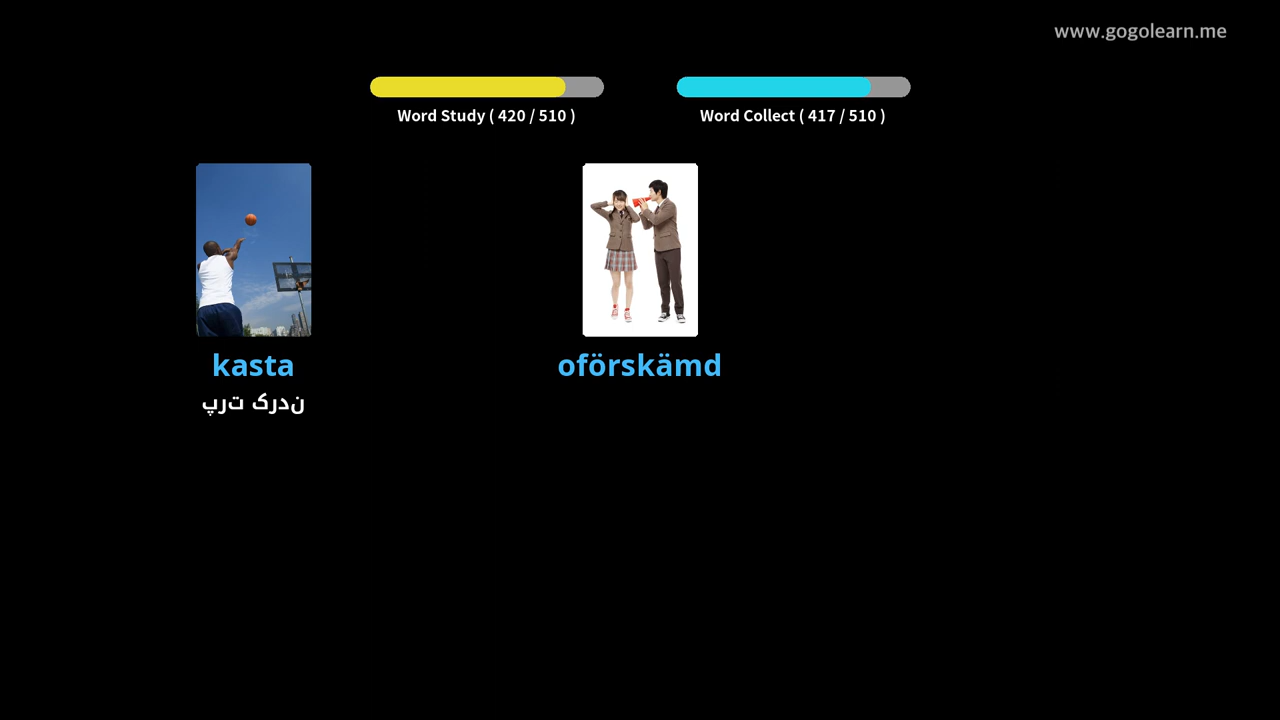 www.gogolearn.me
Word Study ( 420 / 510 )
Word Collect ( 417 / 510 )
kasta
پرت کردن
oförskämd